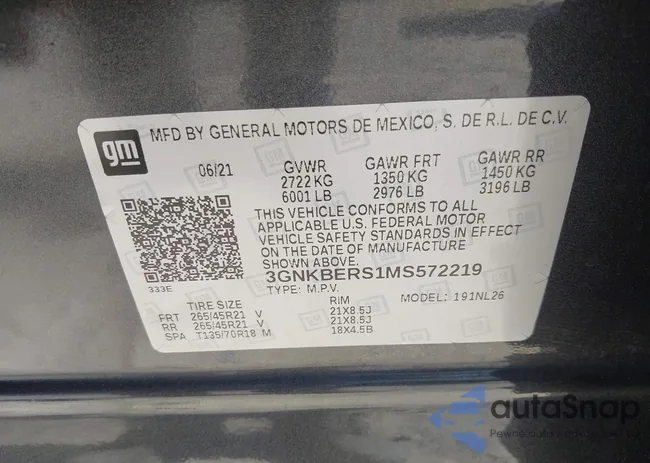 gm
MFD BY GENERAL MOTORS DE MEXICO, S. DE R.L. DE C.V.
06/21 GVWR GAWR FRT GAWR RR
2722 KG 1350 KG 1450 KG
6001 LB 2976 LB 3196 LB
THIS VEHICLE CONFORMS TO ALL
APPLICABLE U.S. FEDERAL MOTOR
VEHICLE SAFETY STANDARDS IN EFFECT
ON THE DATE OF MANUFACTURE
SHOWN ABOVE.
333E
3GNKBERS1MS572219
TYPE: M.P.V. MODEL: 191NL26
TIRE SIZE RIM
FRT 265/45R21 V 21X8.5J
RR 265/45R21 V 21X8.5J
SPA T135/70R18 M 18X4.5B
autaSnap
Pewne auto